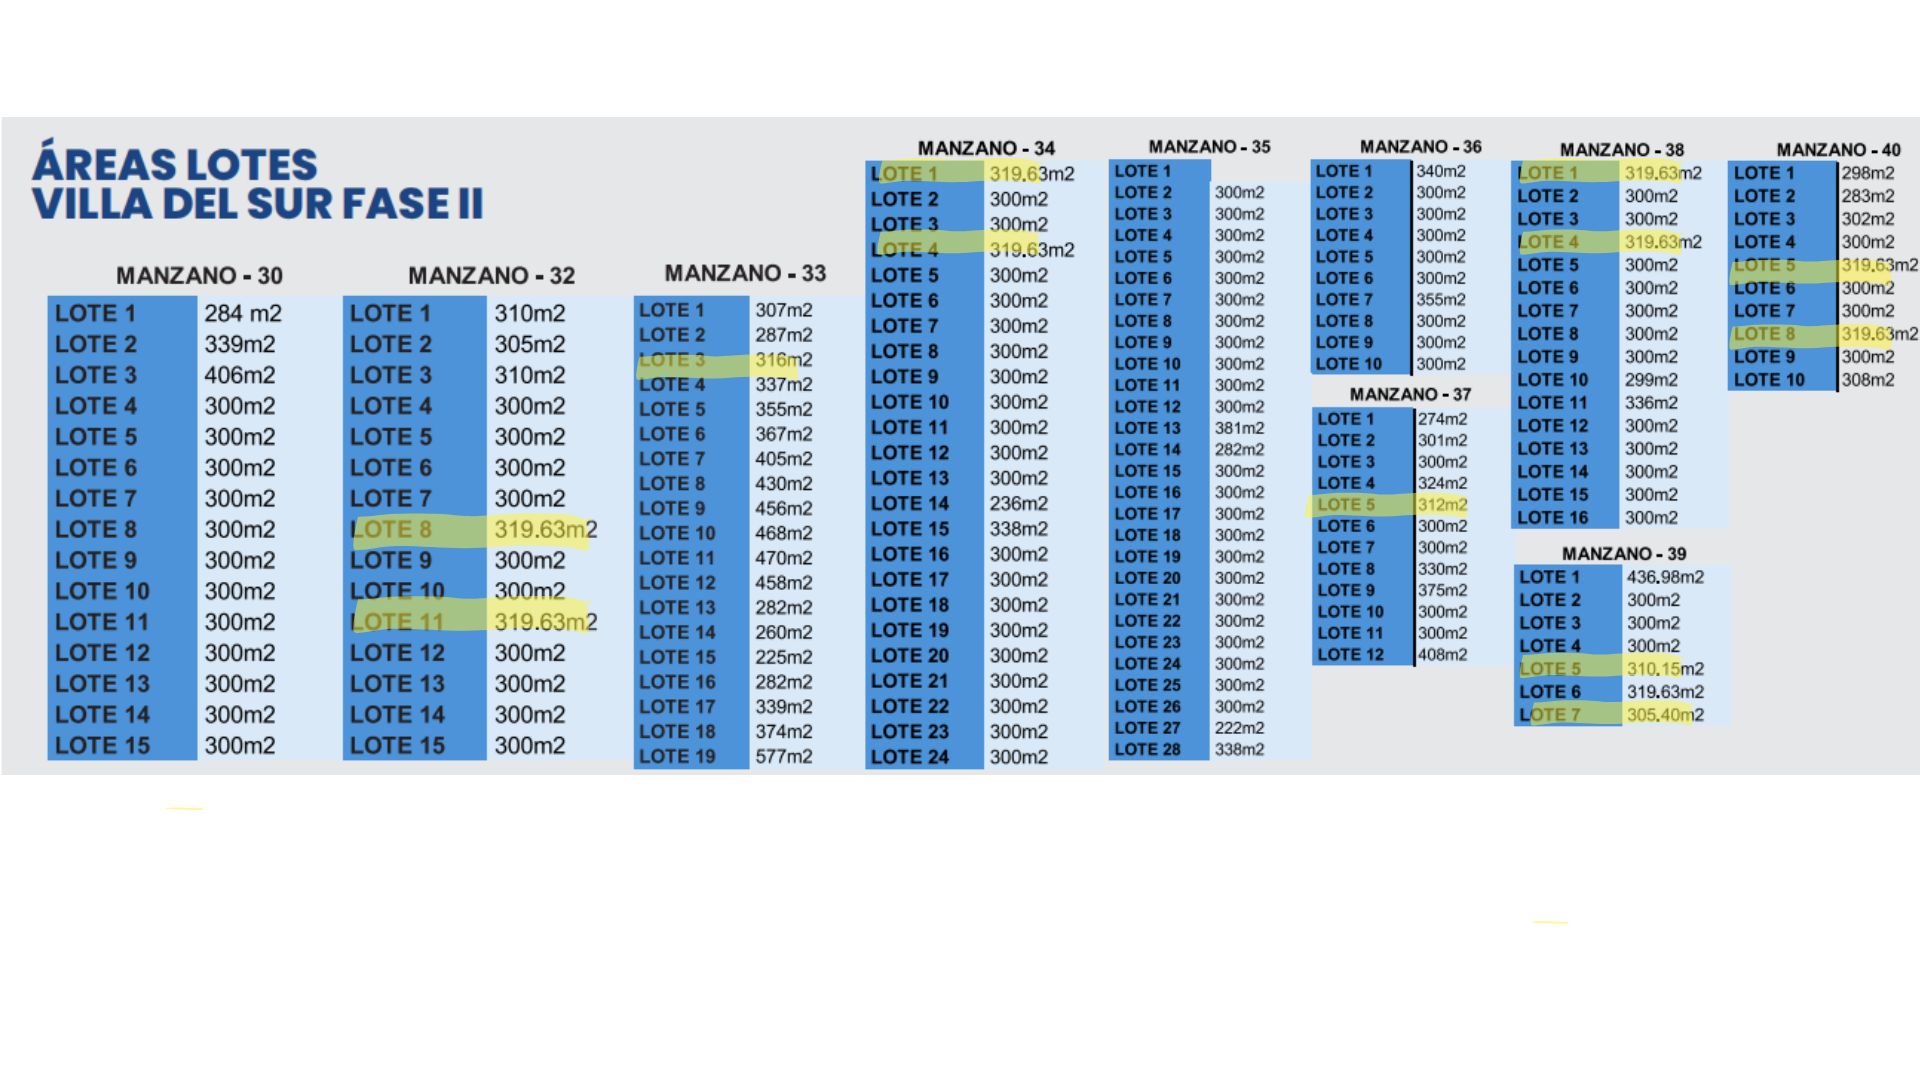 ÁREAS LOTES
VILLA DEL SUR FASE II
MANZANO - 30
LOTE 1 284 m2
LOTE 2 339m2
LOTE 3 406m2
LOTE 4 300m2
LOTE 5 300m2
LOTE 6 300m2
LOTE 7 300m2
LOTE 8 300m2
LOTE 9 300m2
LOTE 10 300m2
LOTE 11 300m2
LOTE 12 300m2
LOTE 13 300m2
LOTE 14 300m2
LOTE 15 300m2
MANZANO - 32
LOTE 1 310m2
LOTE 2 305m2
LOTE 3 310m2
LOTE 4 300m2
LOTE 5 300m2
LOTE 6 300m2
LOTE 7 300m2
LOTE 8 319.63m2
LOTE 9 300m2
LOTE 10 300m2
LOTE 11 319.63m2
LOTE 12 300m2
LOTE 13 300m2
LOTE 14 300m2
LOTE 15 300m2
MANZANO - 33
LOTE 1 307m2
LOTE 2 287m2
LOTE 3 316m2
LOTE 4 337m2
LOTE 5 355m2
LOTE 6 367m2
LOTE 7 405m2
LOTE 8 430m2
LOTE 9 456m2
LOTE 10 468m2
LOTE 11 470m2
LOTE 12 458m2
LOTE 13 282m2
LOTE 14 260m2
LOTE 15 225m2
LOTE 16 282m2
LOTE 17 339m2
LOTE 18 374m2
LOTE 19 577m2
MANZANO - 34
LOTE 1 319.63m2
LOTE 2 300m2
LOTE 3 300m2
LOTE 4 319.63m2
LOTE 5 300m2
LOTE 6 300m2
LOTE 7 300m2
LOTE 8 300m2
LOTE 9 300m2
LOTE 10 300m2
LOTE 11 300m2
LOTE 12 300m2
LOTE 13 300m2
LOTE 14 236m2
LOTE 15 338m2
LOTE 16 300m2
LOTE 17 300m2
LOTE 18 300m2
LOTE 19 300m2
LOTE 20 300m2
LOTE 21 300m2
LOTE 22 300m2
LOTE 23 300m2
LOTE 24 300m2
MANZANO - 35
LOTE 1
LOTE 2 300m2
LOTE 3 300m2
LOTE 4 300m2
LOTE 5 300m2
LOTE 6 300m2
LOTE 7 300m2
LOTE 8 300m2
LOTE 9 300m2
LOTE 10 300m2
LOTE 11 300m2
LOTE 12 300m2
LOTE 13 381m2
LOTE 14 282m2
LOTE 15 300m2
LOTE 16 300m2
LOTE 17 300m2
LOTE 18 300m2
LOTE 19 300m2
LOTE 20 300m2
LOTE 21 300m2
LOTE 22 300m2
LOTE 23 300m2
LOTE 24 300m2
LOTE 25 300m2
LOTE 26 300m2
LOTE 27 222m2
LOTE 28 338m2
MANZANO - 36
LOTE 1 340m2
LOTE 2 300m2
LOTE 3 300m2
LOTE 4 300m2
LOTE 5 300m2
LOTE 6 300m2
LOTE 7 355m2
LOTE 8 300m2
LOTE 9 300m2
LOTE 10 300m2
MANZANO - 37
LOTE 1 274m2
LOTE 2 301m2
LOTE 3 300m2
LOTE 4 324m2
LOTE 5 312m2
LOTE 6 300m2
LOTE 7 300m2
LOTE 8 330m2
LOTE 9 375m2
LOTE 10 300m2
LOTE 11 300m2
LOTE 12 408m2
MANZANO - 38
LOTE 1 319.63m2
LOTE 2 300m2
LOTE 3 300m2
LOTE 4 319.63m2
LOTE 5 300m2
LOTE 6 300m2
LOTE 7 300m2
LOTE 8 300m2
LOTE 9 300m2
LOTE 10 299m2
LOTE 11 336m2
LOTE 12 300m2
LOTE 13 300m2
LOTE 14 300m2
LOTE 15 300m2
LOTE 16 300m2
MANZANO - 39
LOTE 1 436.98m2
LOTE 2 300m2
LOTE 3 300m2
LOTE 4 300m2
LOTE 5 310.15m2
LOTE 6 319.63m2
LOTE 7 305.40m2
MANZANO - 40
LOTE 1 298m2
LOTE 2 283m2
LOTE 3 302m2
LOTE 4 300m2
LOTE 5 319.63m2
LOTE 6 300m2
LOTE 7 300m2
LOTE 8 319.63m2
LOTE 9 300m2
LOTE 10 308m2